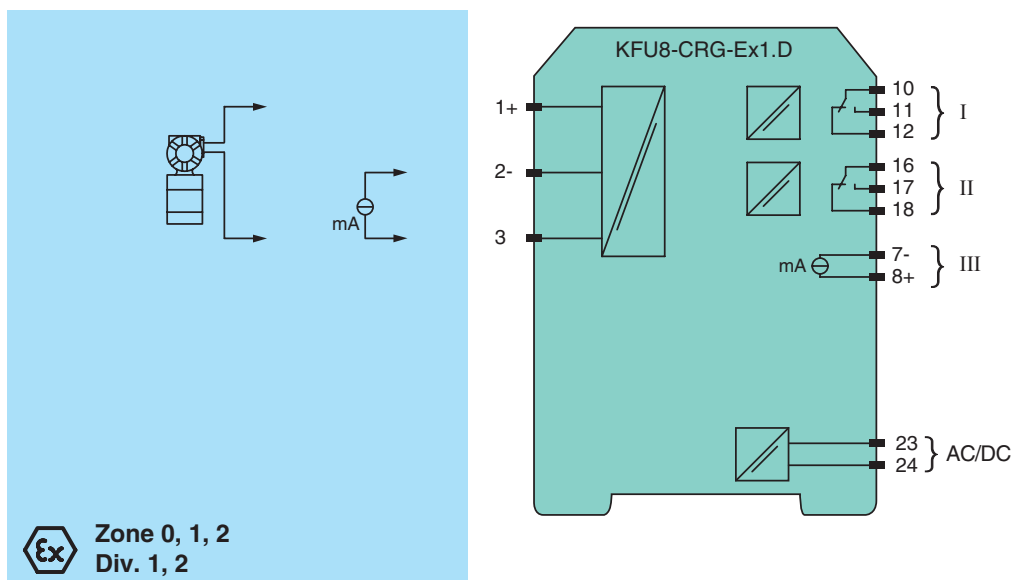 KFU8-CRG-Ex1.D
1+
2-
3
mA
10
11
12
I
16
17
18
II
mA
7-
8+
III
23
24
AC/DC
Ex
Zone 0, 1, 2
Div. 1, 2